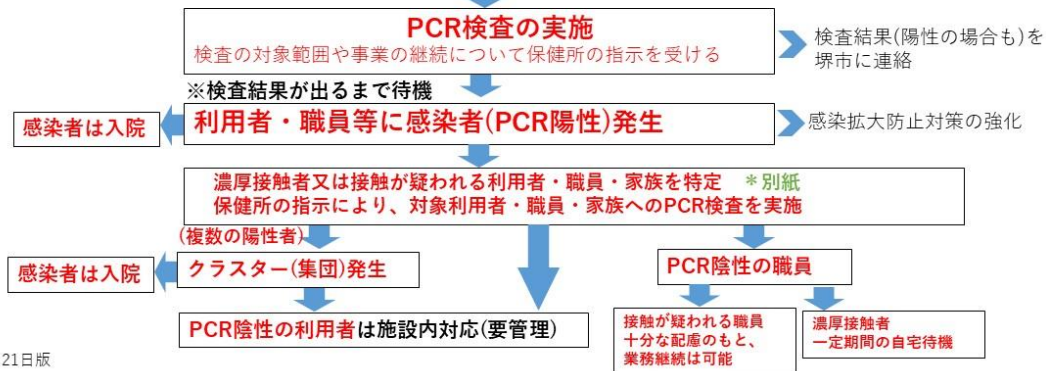 PCR検査の実施
検査の対象範囲や事業の継続について保健所の指示を受ける
検査結果(陽性の場合も)を
堺市に連絡
※検査結果が出るまで待機
感染者は入院
利用者・職員等に感染者(PCR陽性)発生
感染拡大防止対策の強化
濃厚接触者又は接触が疑われる利用者・職員・家族を特定 *別紙
保健所の指示により、対象利用者・職員・家族へのPCR検査を実施
(複数の陽性者)
感染者は入院
クラスター(集団)発生
PCR陰性の職員
PCR陰性の利用者は施設内対応(要管理)
接触が疑われる職員
十分な配慮のもと、
業務継続は可能
濃厚接触者
一定期間の自宅待機
21日版